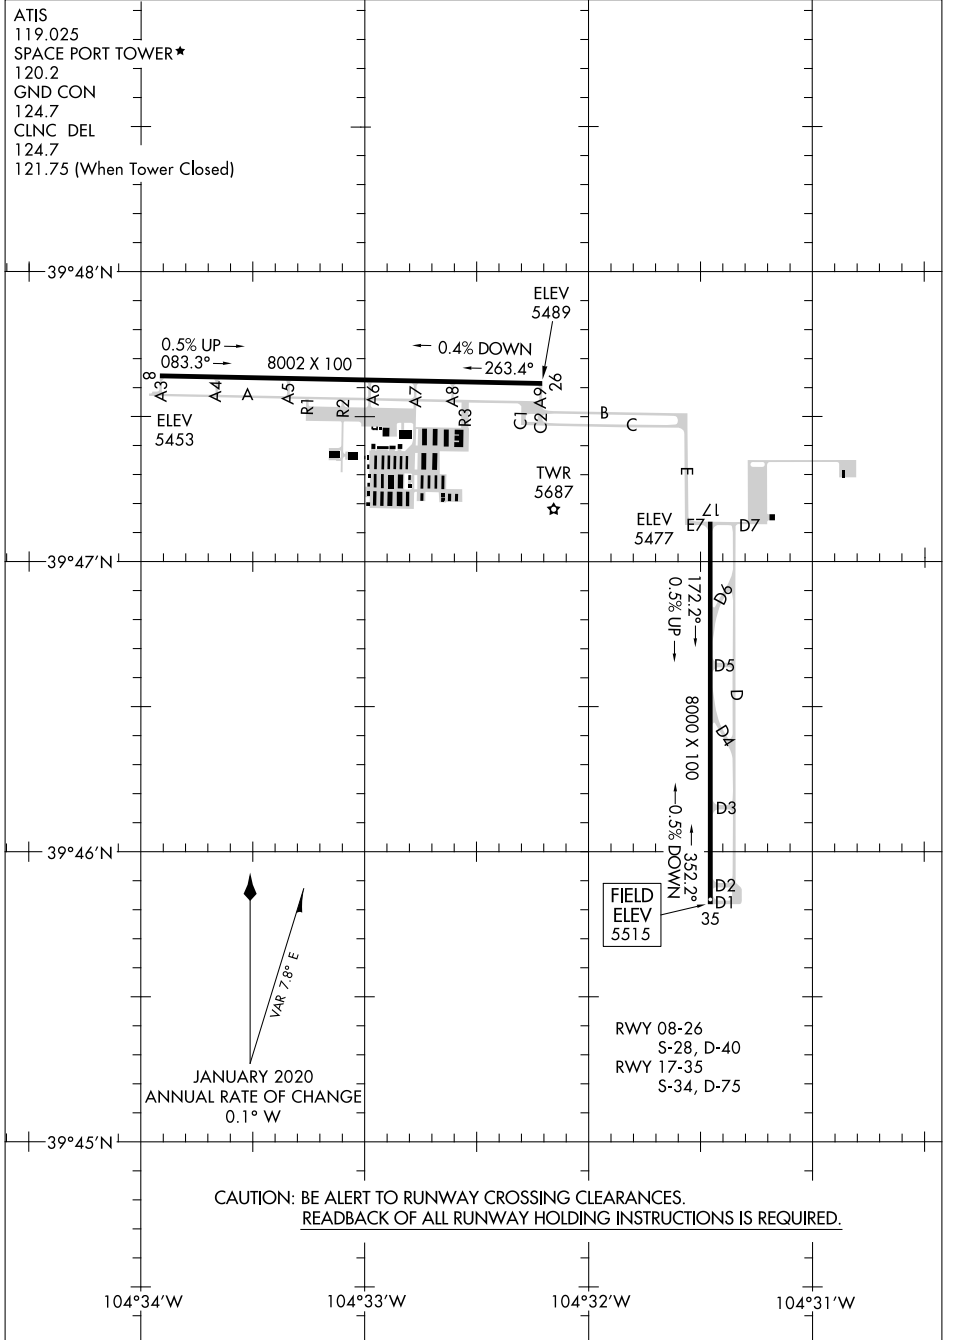 ATIS
119.025
SPACE PORT TOWER★
120.2
GND CON
124.7
CLNC DEL
124.7
121.75 (When Tower Closed)
39°48'N
ELEV
5489
0.5% UP
083.3°
8002 X 100
0.4% DOWN
263.4°
8
26
A3
A4
A
A5
A6
A7
A8
A9
R1
R2
R3
C1
C2
B
C
ELEV
5453
E
TWR
5687
ELEV
5477
E7
17
D7
39°47'N
172.2°
0.5% UP
D6
D5
D
D4
8000 X 100
D3
0.5% DOWN
352.2°
39°46'N
D2
D1
35
FIELD
ELEV
5515
VAR 7.8° E
JANUARY 2020
ANNUAL RATE OF CHANGE
0.1° W
RWY 08-26
S-28, D-40
RWY 17-35
S-34, D-75
39°45'N
CAUTION: BE ALERT TO RUNWAY CROSSING CLEARANCES.
READBACK OF ALL RUNWAY HOLDING INSTRUCTIONS IS REQUIRED.
104°34'W
104°33'W
104°32'W
104°31'W